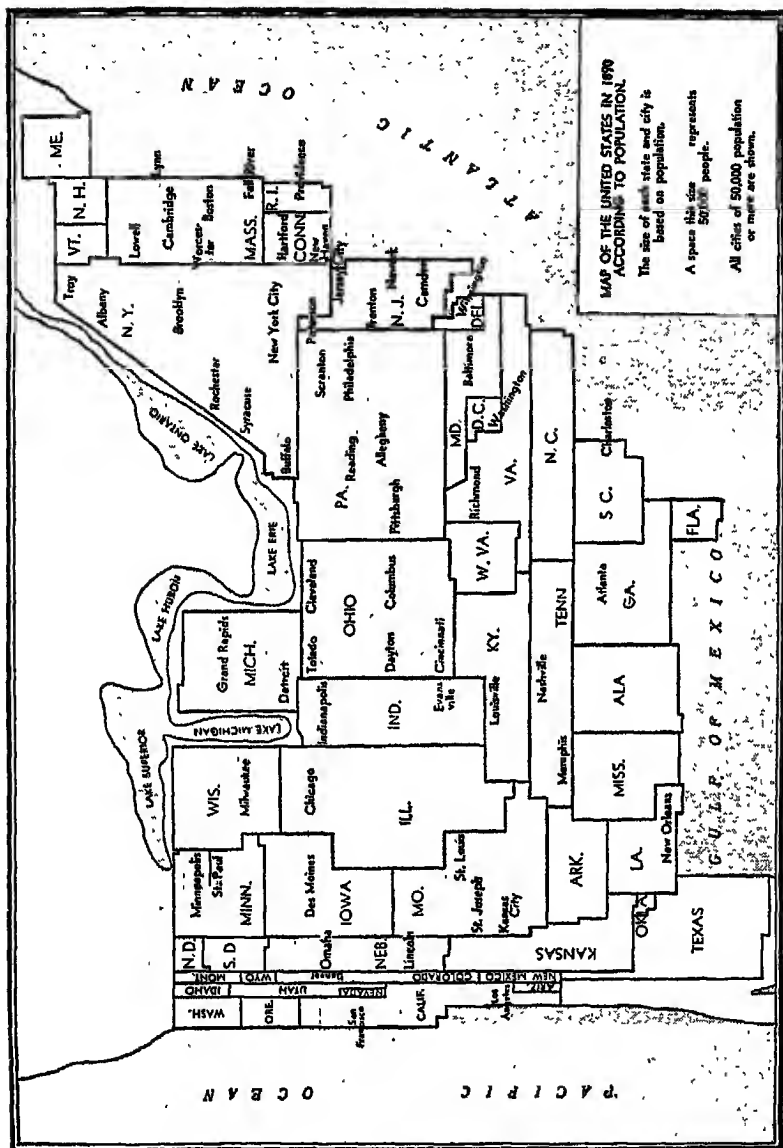 MAP OF THE UNITED STATES IN 1890
ACCORDING TO POPULATION.
The size of each state and city is
based on population.
A space this size represents
50,000 people.
All cities of 50,000 population
or more are shown.
ATLANTIC OCEAN
PACIFIC OCEAN
GULF OF MEXICO
LAKE SUPERIOR
LAKE MICHIGAN
LAKE HURON
LAKE ERIE
LAKE ONTARIO
WASH.
ORE.
San
Francisco
CALIF.
Los
Angeles
IDAHO
UTAH
NEVADA
ARIZ.
MONT.
WYO
Denver
COLORADO
NEW MEXICO
N.D.
S. D
Omaha
NEB.
Lincoln
KANSAS
OKLA
TEXAS
Minneapolis
St. Paul
MINN.
Des Moines
IOWA
MO.
St. Louis
St. Joseph
Kansas
City
ARK.
LA.
New Orleans
WIS.
Milwaukee
Chicago
ILL.
MISS.
Grand Rapids
MICH.
Detroit
Indianapolis
IND.
Evans
ville
Louisville
KY.
Nashville
TENN
Memphis
ALA
Toledo
Cleveland
OHIO
Dayton
Columbus
Cincinnati
W. VA.
Atlanta
GA.
FLA.
Buffalo
Syracuse
Rochester
New York City
Brooklyn
N. Y.
Albany
Troy
PA.
Reading
Scranton
Philadelphia
Allegheny
Pittsburgh
MD.
Baltimore
D.C.
Washington
Richmond
VA.
N.C.
S C.
Charleston
VT.
N. H.
ME.
Lowell
Cambridge
Worces
ter
Boston
Lynn
MASS.
Fall River
Hartford
CONN.
New
Haven
R. I.
Providence
Paterson
Jersey City
Trenton
N. J.
Newark
Camden
Wilmington
DEL.